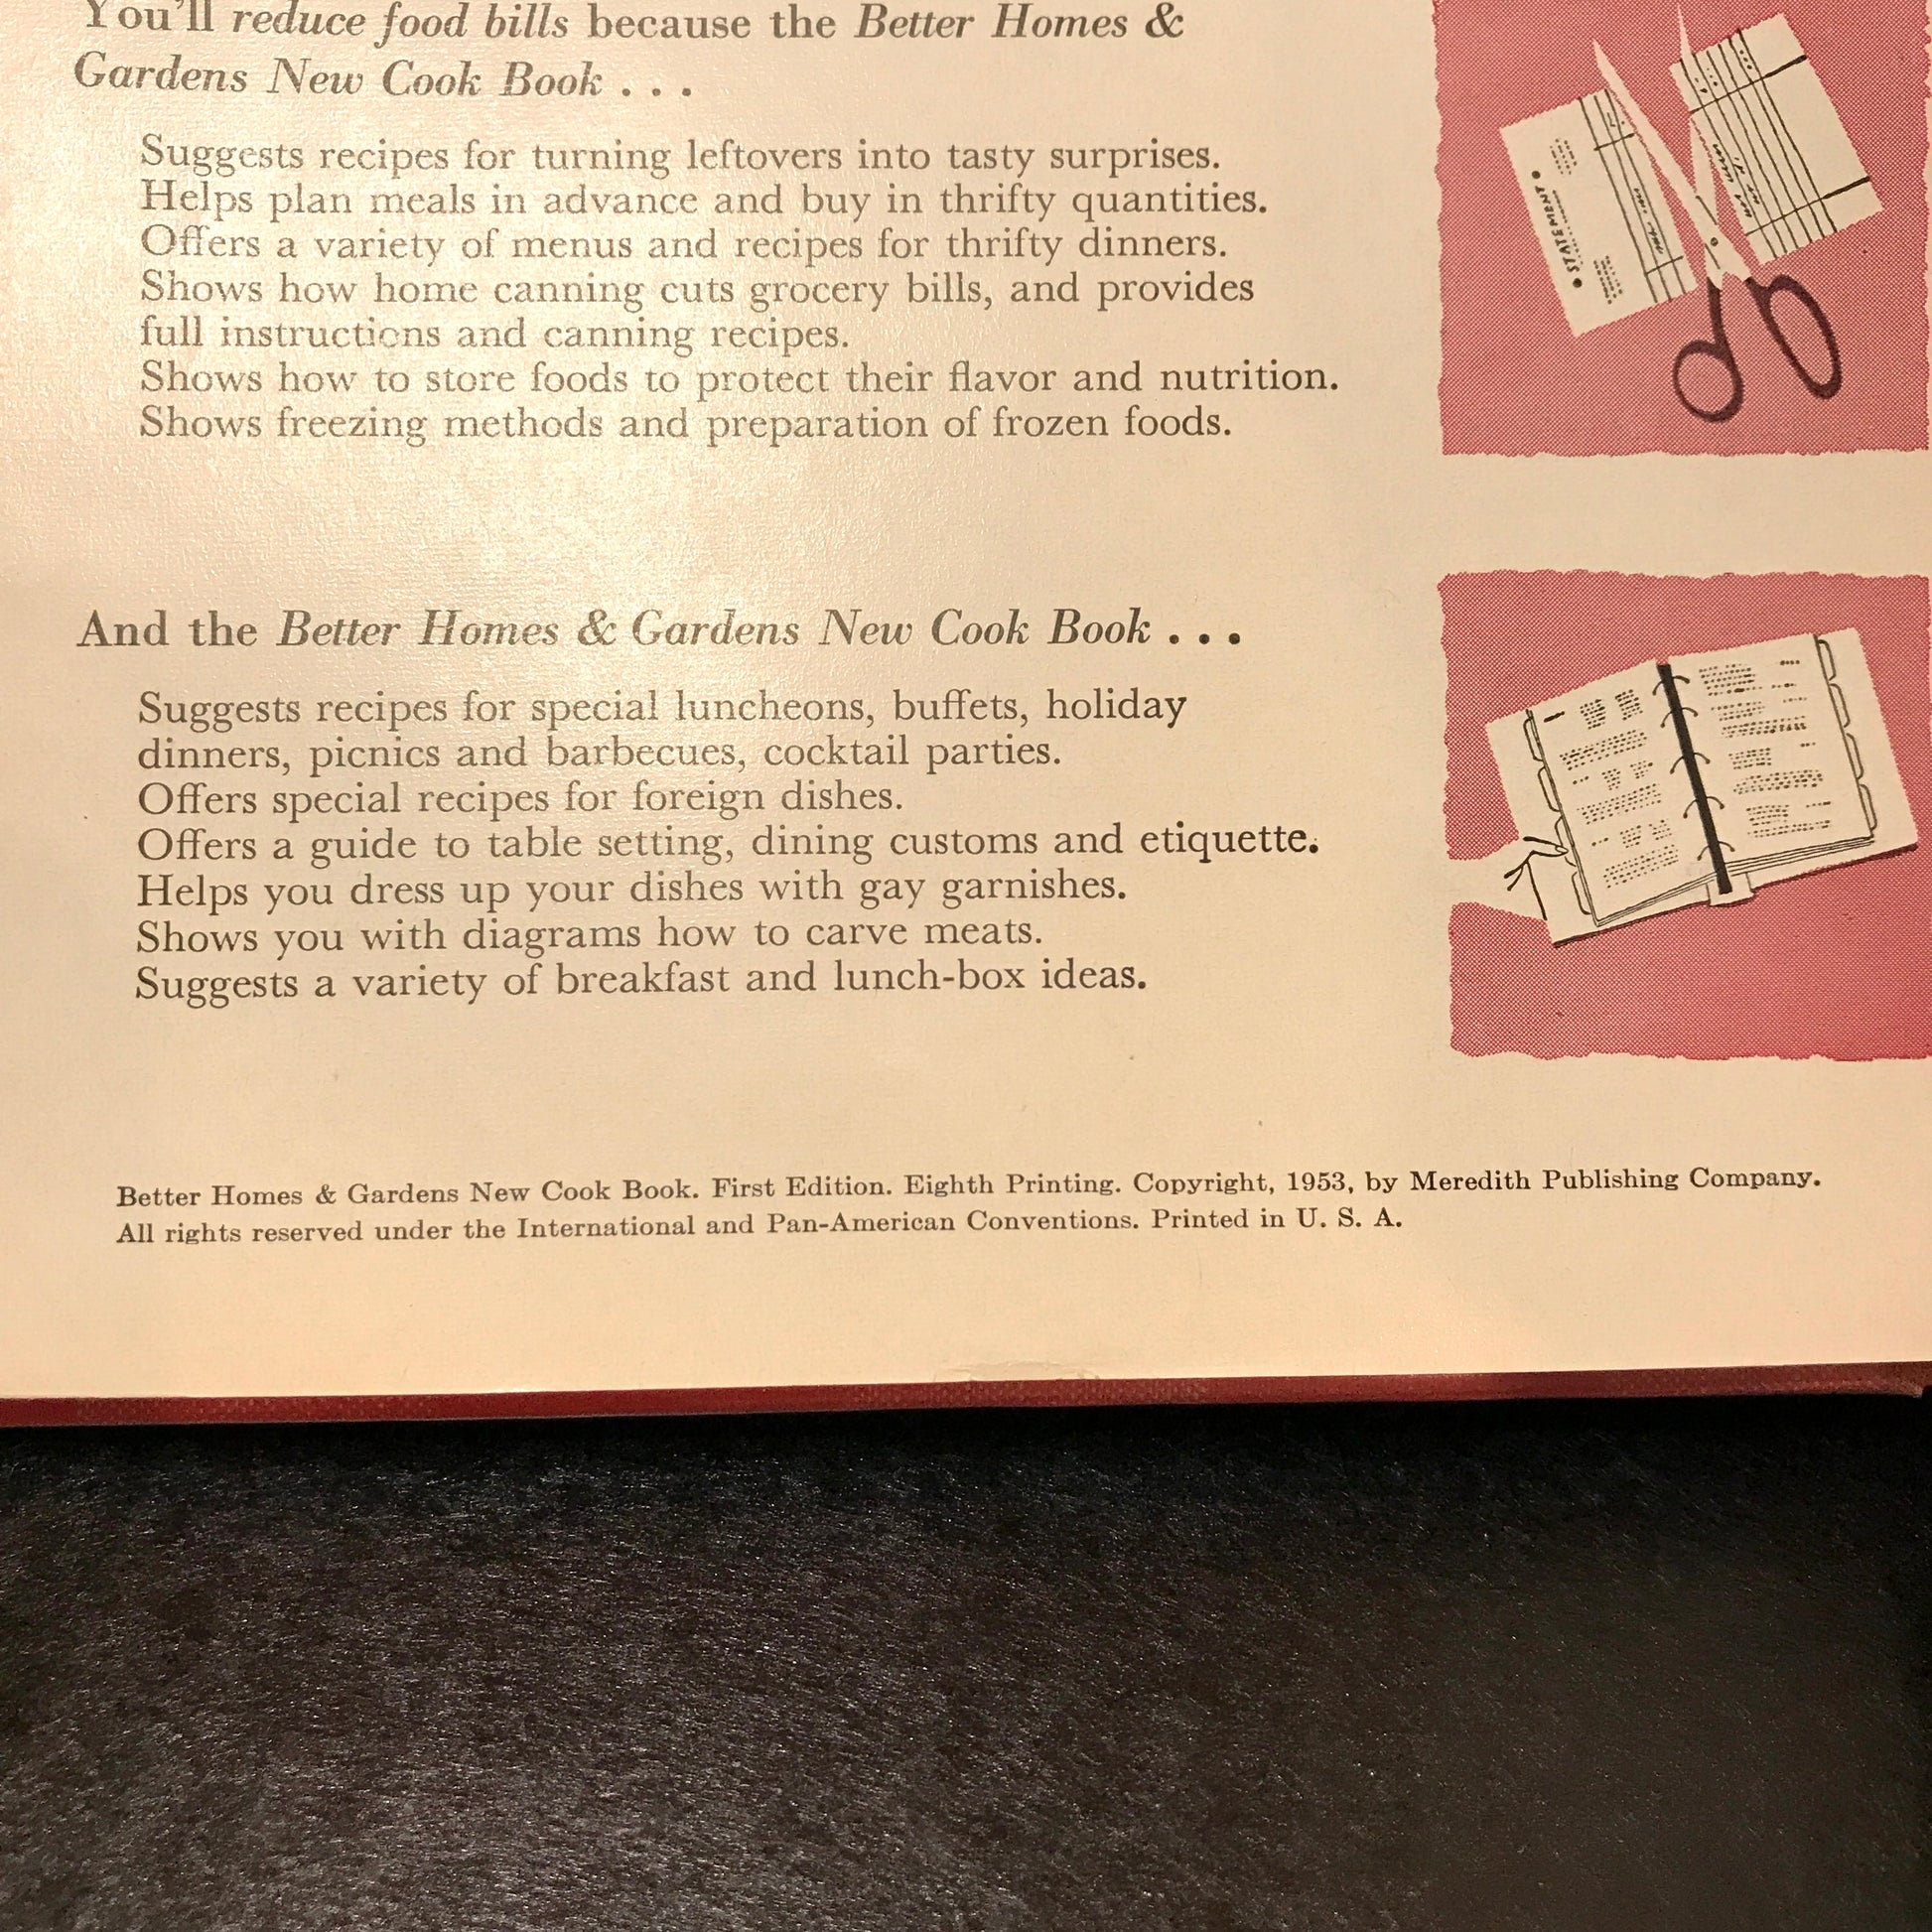 You'll reduce food bills because the Better Homes &
Gardens New Cook Book . . .
Suggests recipes for turning leftovers into tasty surprises.
Helps plan meals in advance and buy in thrifty quantities.
Offers a variety of menus and recipes for thrifty dinners.
Shows how home canning cuts grocery bills, and provides
full instructions and canning recipes.
Shows how to store foods to protect their flavor and nutrition.
Shows freezing methods and preparation of frozen foods.
STATEMENT
And the Better Homes & Gardens New Cook Book . . .
Suggests recipes for special luncheons, buffets, holiday
dinners, picnics and barbecues, cocktail parties.
Offers special recipes for foreign dishes.
Offers a guide to table setting, dining customs and etiquette.
Helps you dress up your dishes with gay garnishes.
Shows you with diagrams how to carve meats.
Suggests a variety of breakfast and lunch-box ideas.
Better Homes & Gardens New Cook Book. First Edition. Eighth Printing. Copyright, 1953, by Meredith Publishing Company.
All rights reserved under the International and Pan-American Conventions. Printed in U. S. A.